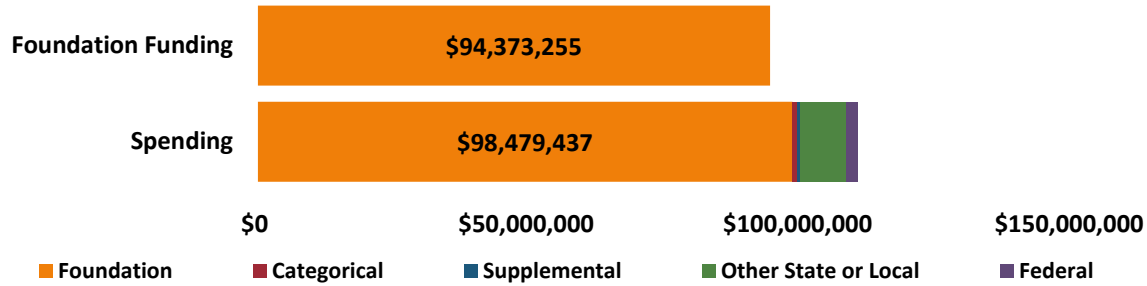 Foundation Funding
$94,373,255
Spending
$98,479,437
$0 $50,000,000 $100,000,000 $150,000,000
Foundation Categorical Supplemental Other State or Local Federal